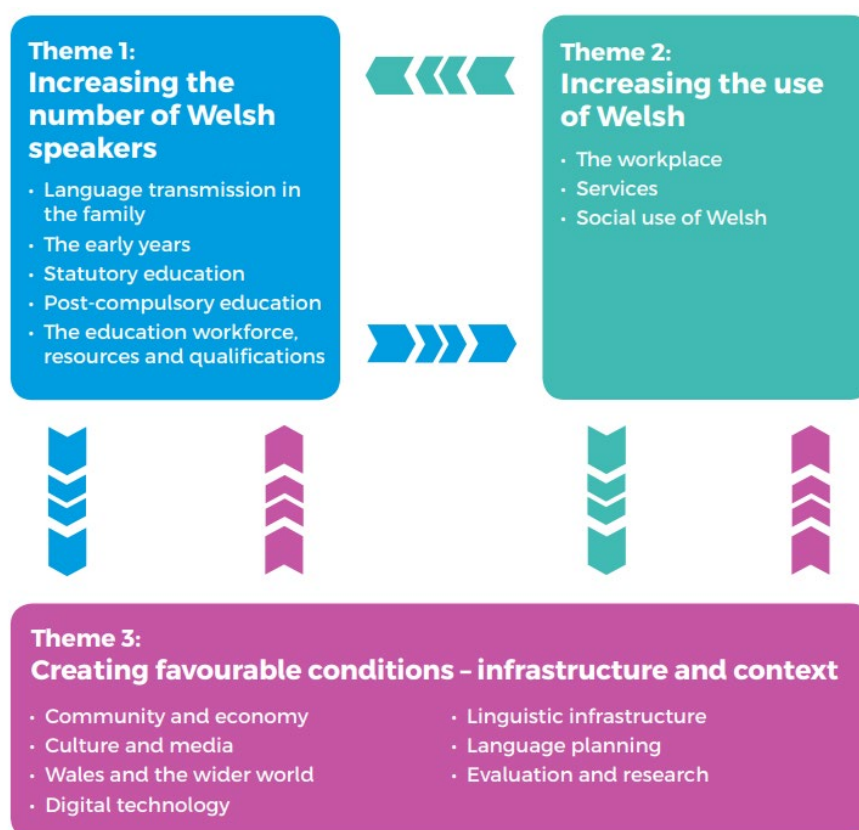 Theme 1:
Increasing the
number of Welsh
speakers
• Language transmission in
the family
• The early years
• Statutory education
• Post-compulsory education
• The education workforce,
resources and qualifications
Theme 2:
Increasing the use
of Welsh
• The workplace
• Services
• Social use of Welsh
Theme 3:
Creating favourable conditions – infrastructure and context
• Community and economy
• Culture and media
• Wales and the wider world
• Digital technology
• Linguistic infrastructure
• Language planning
• Evaluation and research